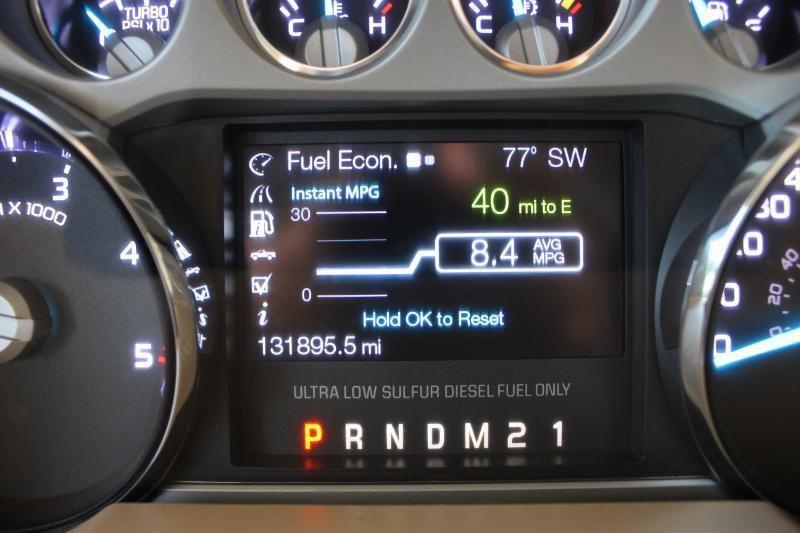 TURBO
PSI x10
C H
C H
3
X 1000
4
5
Fuel Econ. 77° SW
Instant MPG
30
40 mi to E
8.4 AVG MPG
0
Hold OK to Reset
131895.5 mi
ULTRA LOW SULFUR DIESEL FUEL ONLY
P R N D M 2 1
40
20
0